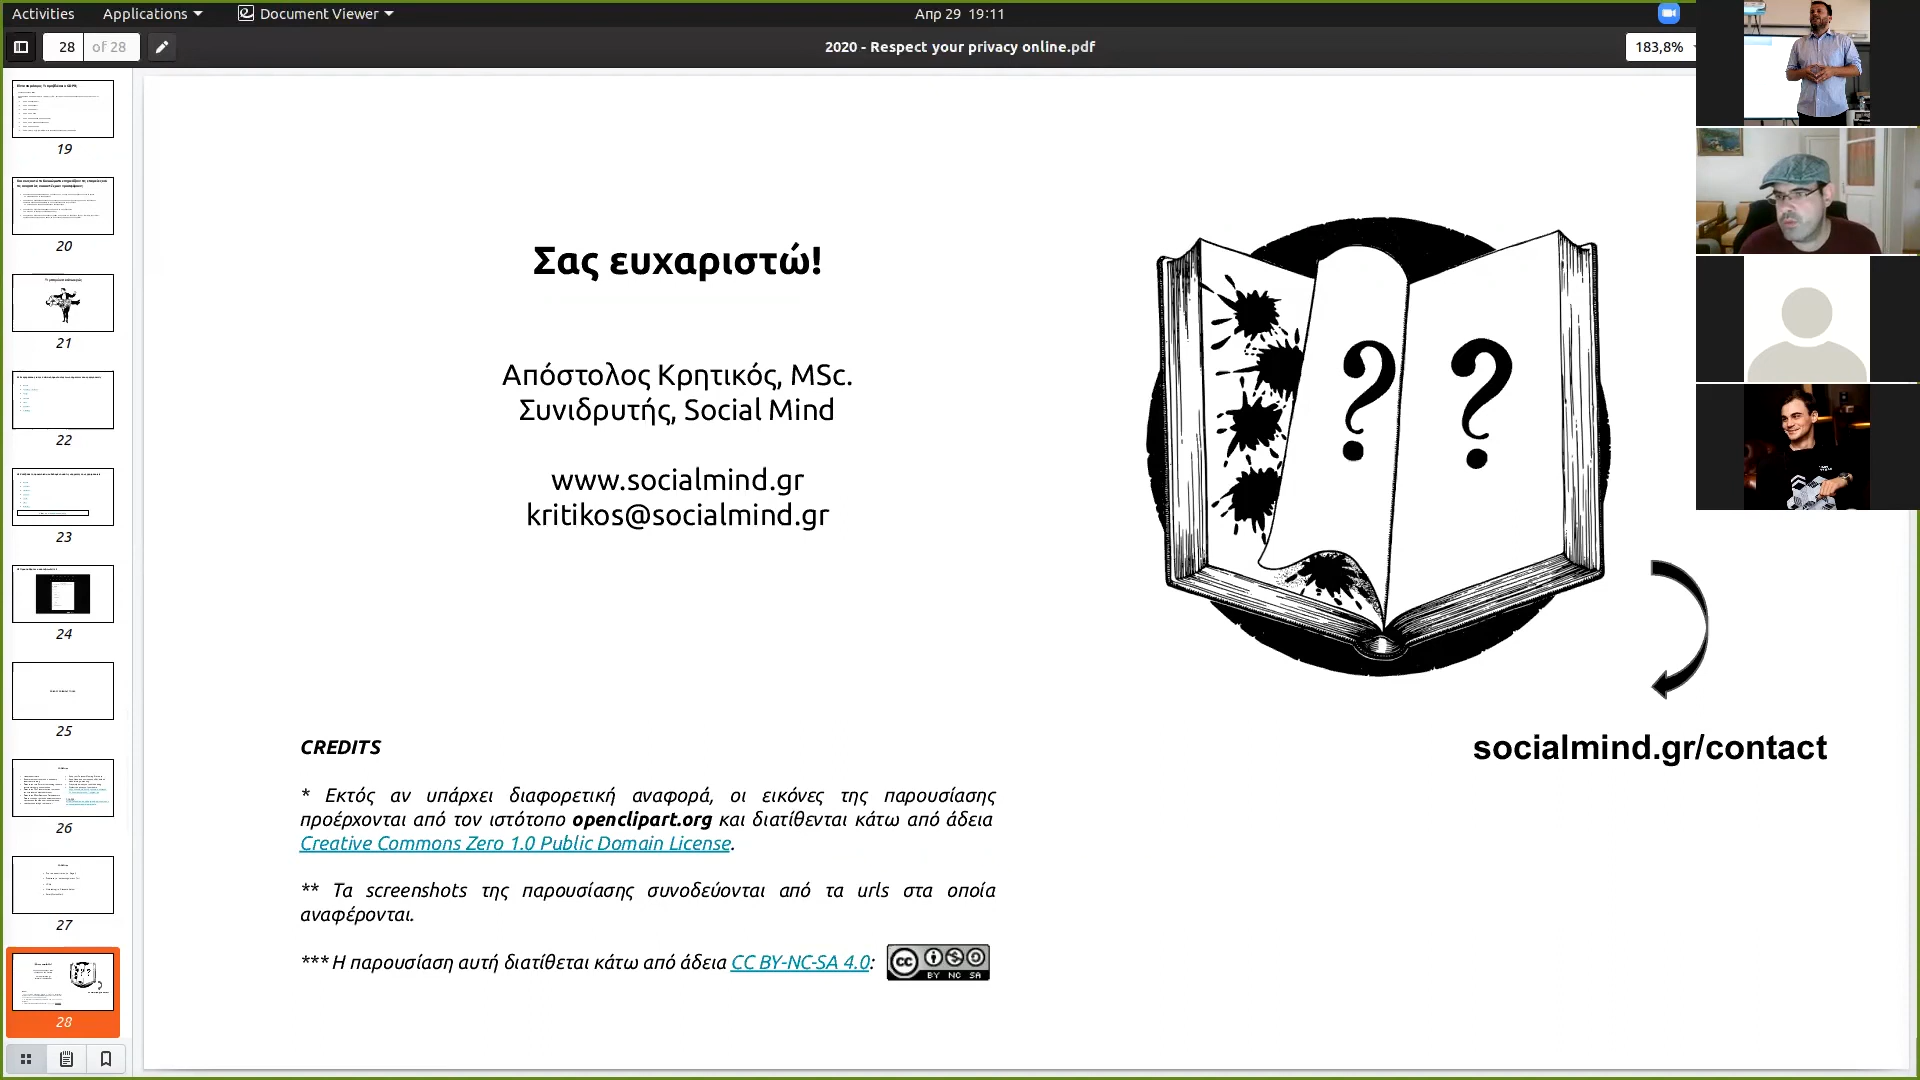 Activities
Applications
Document Viewer
Απρ 29 19:11
28 of 28
2020 - Respect your privacy online.pdf
183,8%
19
20
21
22
23
24
25
26
27
28
Σας ευχαριστώ!
Απόστολος Κρητικός, MSc.
Συνιδρυτής, Social Mind
www.socialmind.gr
kritikos@socialmind.gr
? ?
socialmind.gr/contact
CREDITS
* Εκτός αν υπάρχει διαφορετική αναφορά, οι εικόνες της παρουσίασης
προέρχονται από τον ιστότοπο openclipart.org και διατίθενται κάτω από άδεια
Creative Commons Zero 1.0 Public Domain License.
** Τα screenshots της παρουσίασης συνοδεύονται από τα urls στα οποία
αναφέρονται.
*** Η παρουσίαση αυτή διατίθεται κάτω από άδεια CC BY-NC-SA 4.0:
cc
BY NC SA